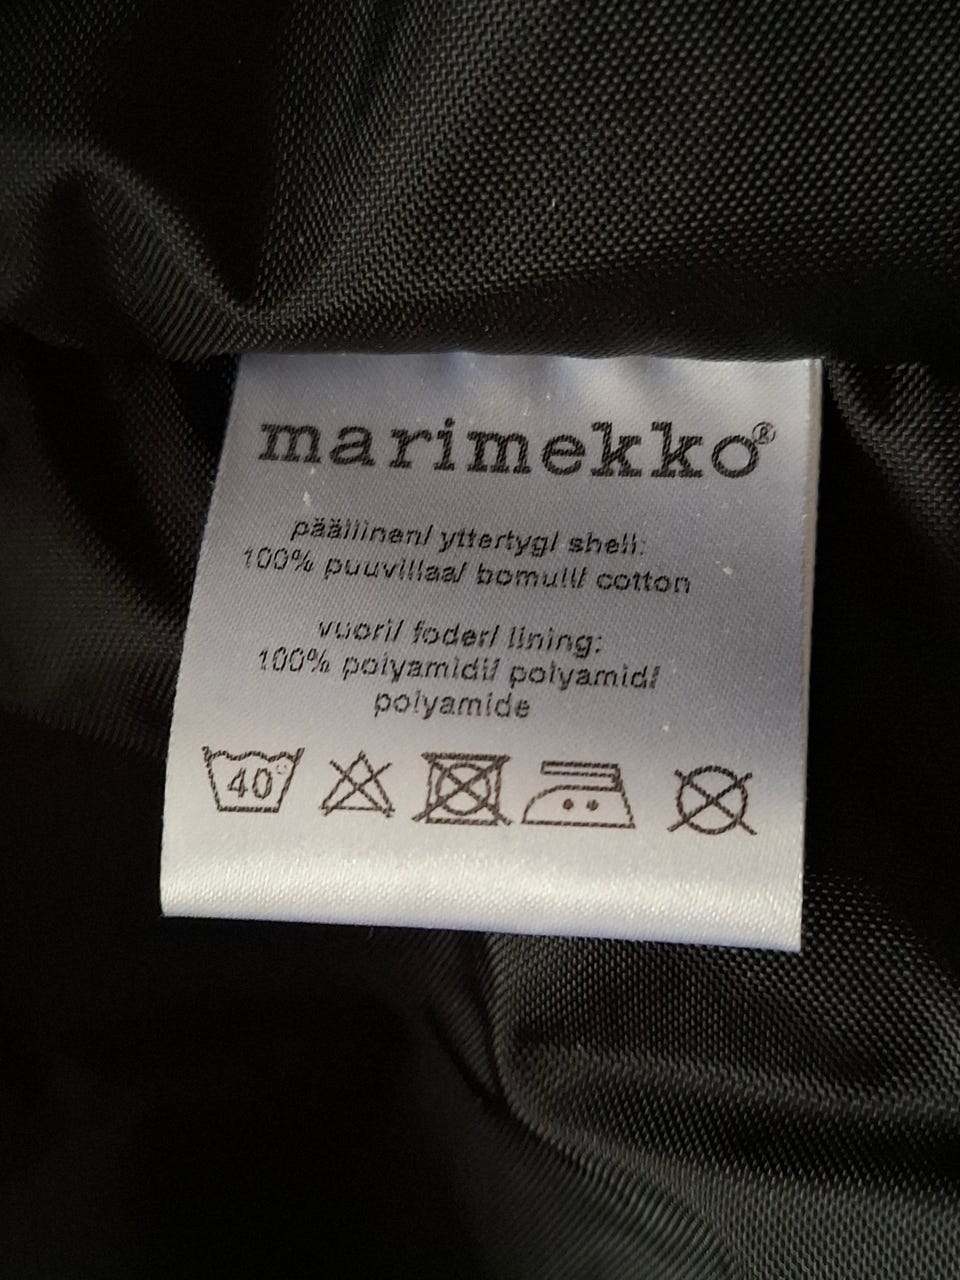 marimekko®
päällinen/ yttertyg/ shell:
100% puuvillaa/ bomull/ cotton
vuori/ foder/ lining:
100% polyamidi/ polyamid/
polyamide
40°